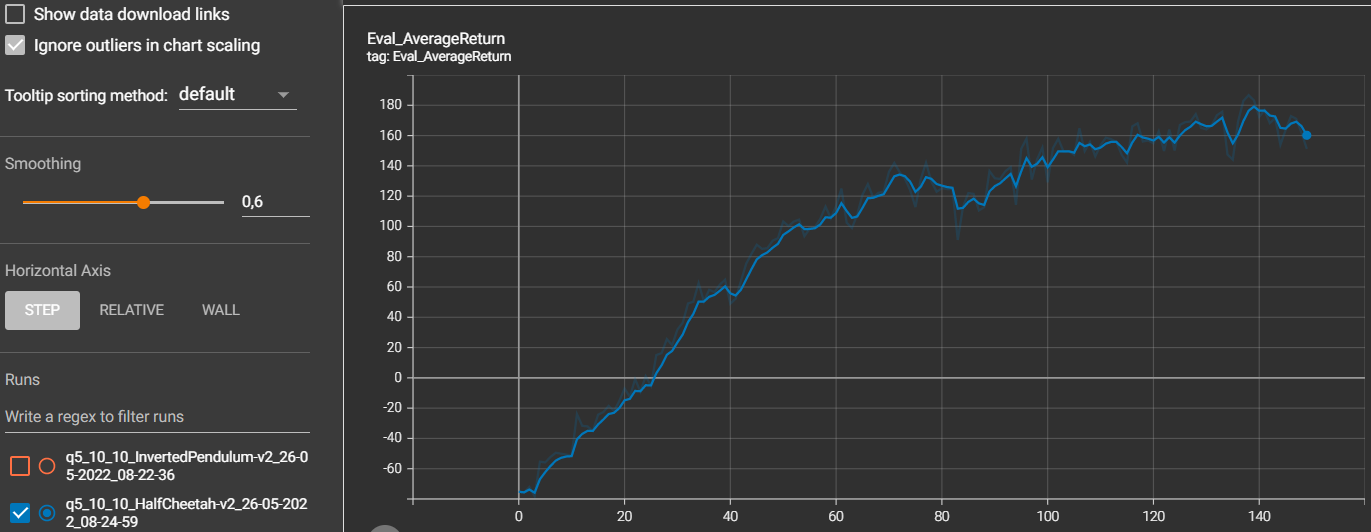 Show data download links
Ignore outliers in chart scaling
Tooltip sorting method: default
Smoothing
0,6
Horizontal Axis
STEP RELATIVE WALL
Runs
Write a regex to filter runs
q5_10_10_InvertedPendulum-v2_26-0
5-2022_08-22-36
q5_10_10_HalfCheetah-v2_26-05-202
2_08-24-59
Eval_AverageReturn
tag: Eval_AverageReturn
180
160
140
120
100
80
60
40
20
0
-20
-40
-60
0 20 40 60 80 100 120 140